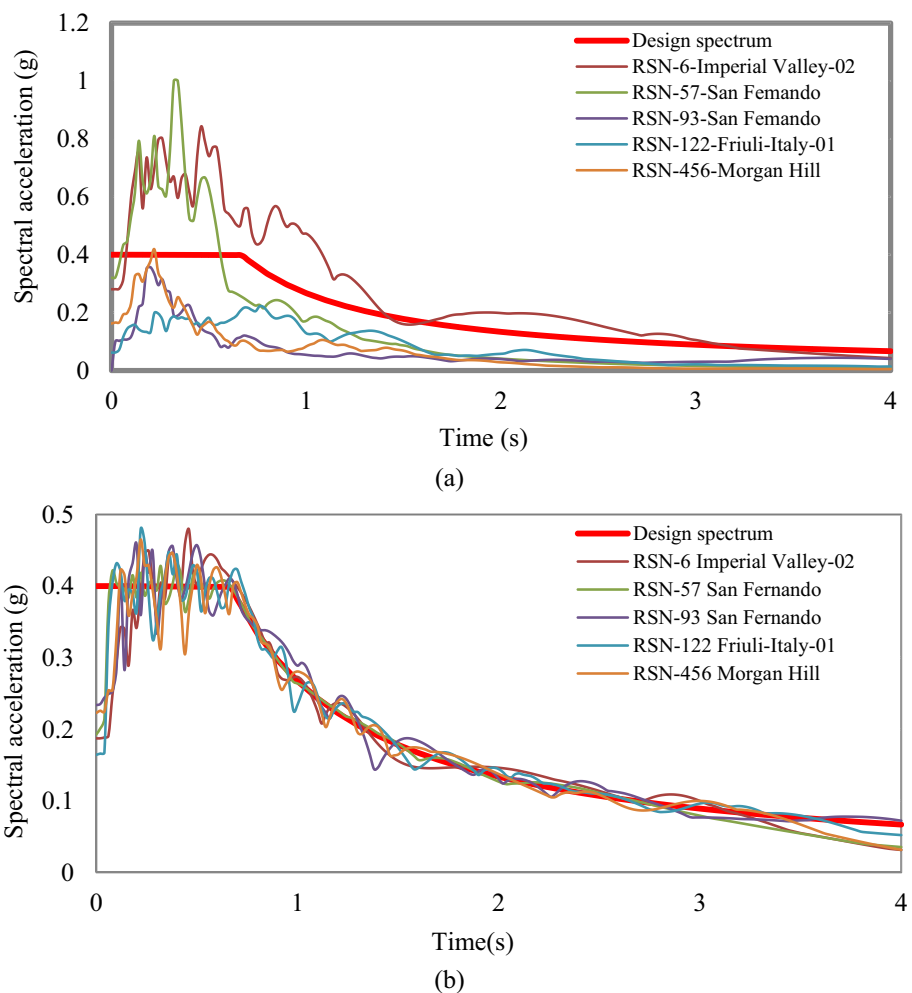 1.2
1
0.8
0.6
0.4
0.2
0
Spectral acceleration (g)
Design spectrum
RSN-6-Imperial Valley-02
RSN-57-San Femando
RSN-93-San Femando
RSN-122-Friuli-Italy-01
RSN-456-Morgan Hill
0 1 2 3 4
Time (s)
(a)
0.5
0.4
0.3
0.2
0.1
0
Spectral acceleration (g)
Design spectrum
RSN-6 Imperial Valley-02
RSN-57 San Fernando
RSN-93 San Fernando
RSN-122 Friuli-Italy-01
RSN-456 Morgan Hill
0 1 2 3 4
Time(s)
(b)